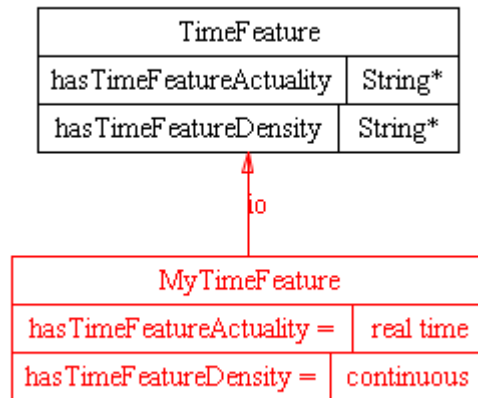 TimeFeature
hasTimeFeatureActuality String*
hasTimeFeatureDensity String*
io
MyTimeFeature
hasTimeFeatureActuality = real time
hasTimeFeatureDensity = continuous